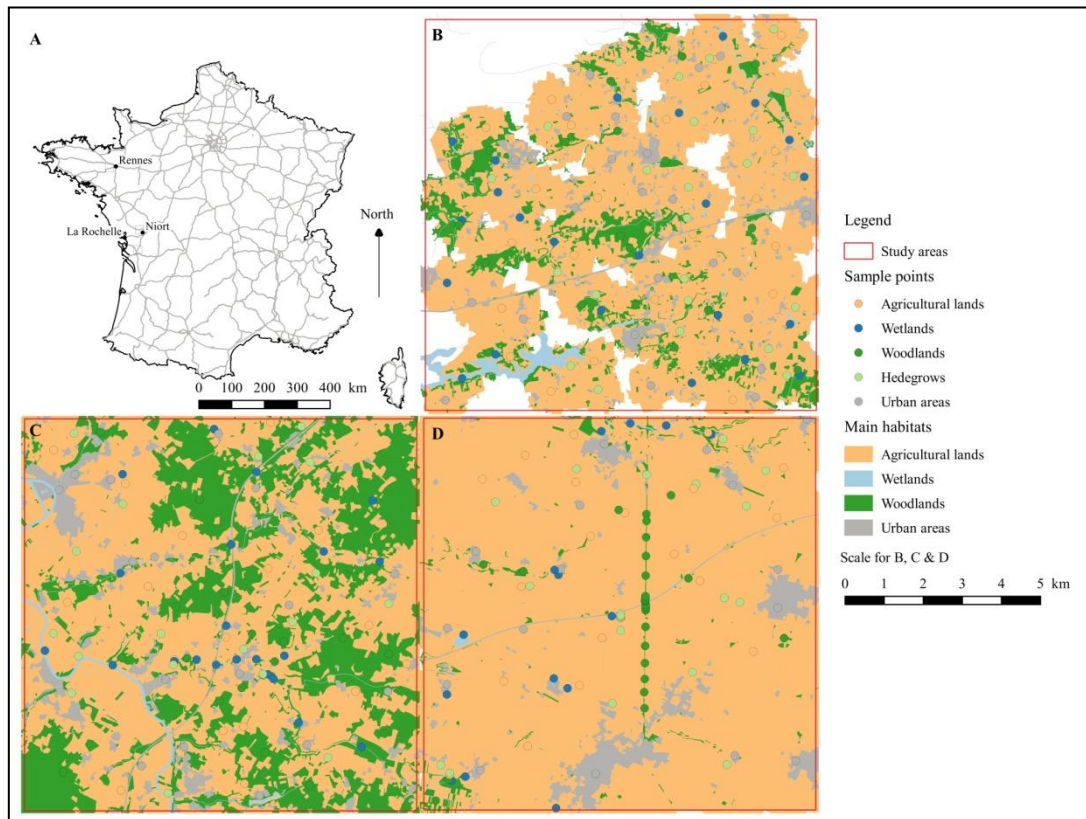 A
B
Rennes
La Rochelle
Niort
North
0 100 200 300 400 km
C
D
Legend
Study areas
Sample points
Agricultural lands
Wetlands
Woodlands
Hedegrows
Urban areas
Main habitats
Agricultural lands
Wetlands
Woodlands
Urban areas
Scale for B, C & D
0 1 2 3 4 5 km